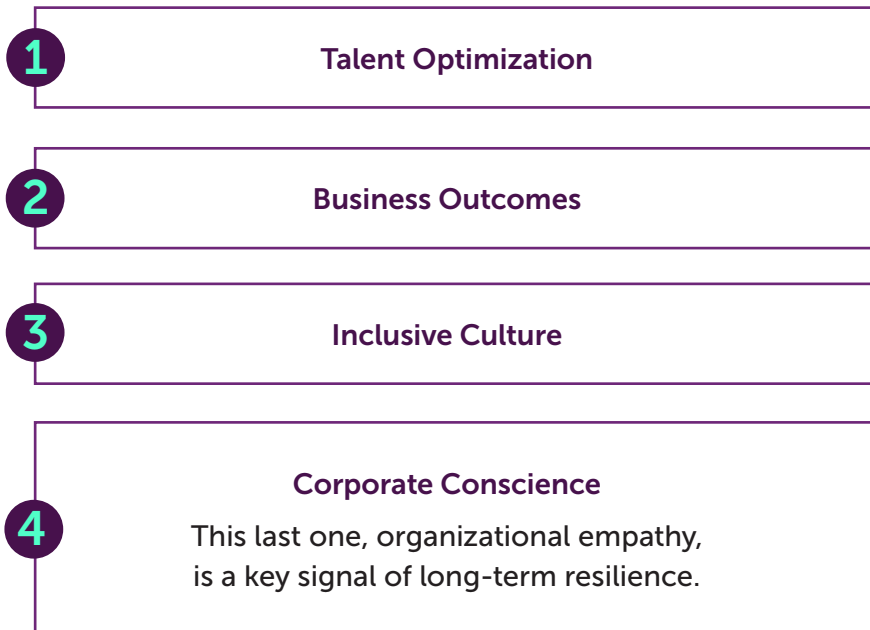 1
Talent Optimization
2
Business Outcomes
3
Inclusive Culture
4
Corporate Conscience
This last one, organizational empathy,
is a key signal of long-term resilience.